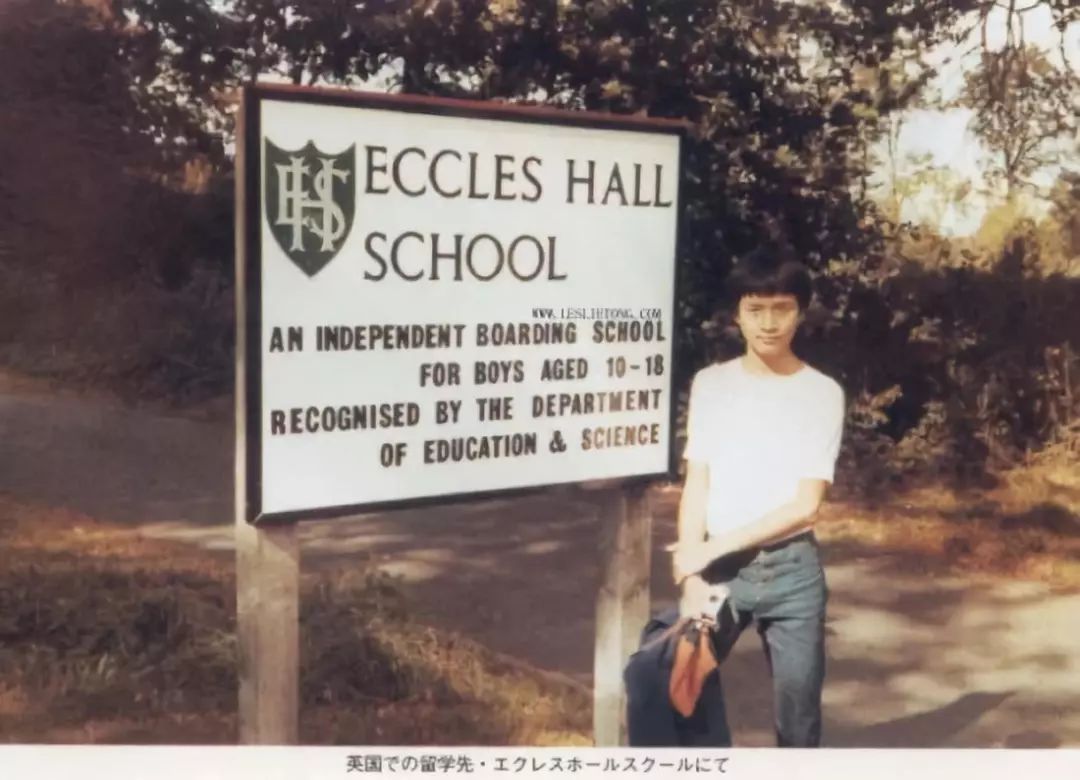 EHS
ECCLES HALL
SCHOOL
WWW.LESLIETONG.COM
AN INDEPENDENT BOARDING SCHOOL
FOR BOYS AGED 10-18
RECOGNISED BY THE DEPARTMENT
OF EDUCATION & SCIENCE
英国での留学先・エクレスホールスクールにて